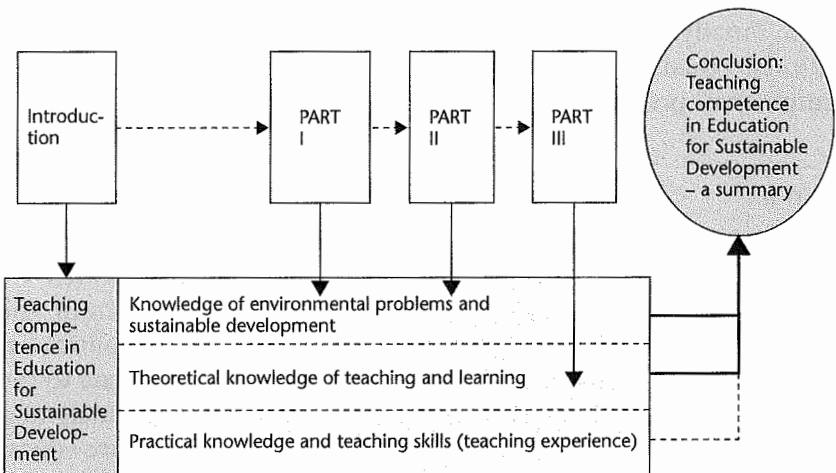 Introduc-
tion
PART
I
PART
II
PART
III
Conclusion:
Teaching
competence
in Education
for Sustainable
Development
– a summary
Teaching
compe-
tence in
Education
for
Sustainable
Develop-
ment
Knowledge of environmental problems and
sustainable development
Theoretical knowledge of teaching and learning
Practical knowledge and teaching skills (teaching experience)